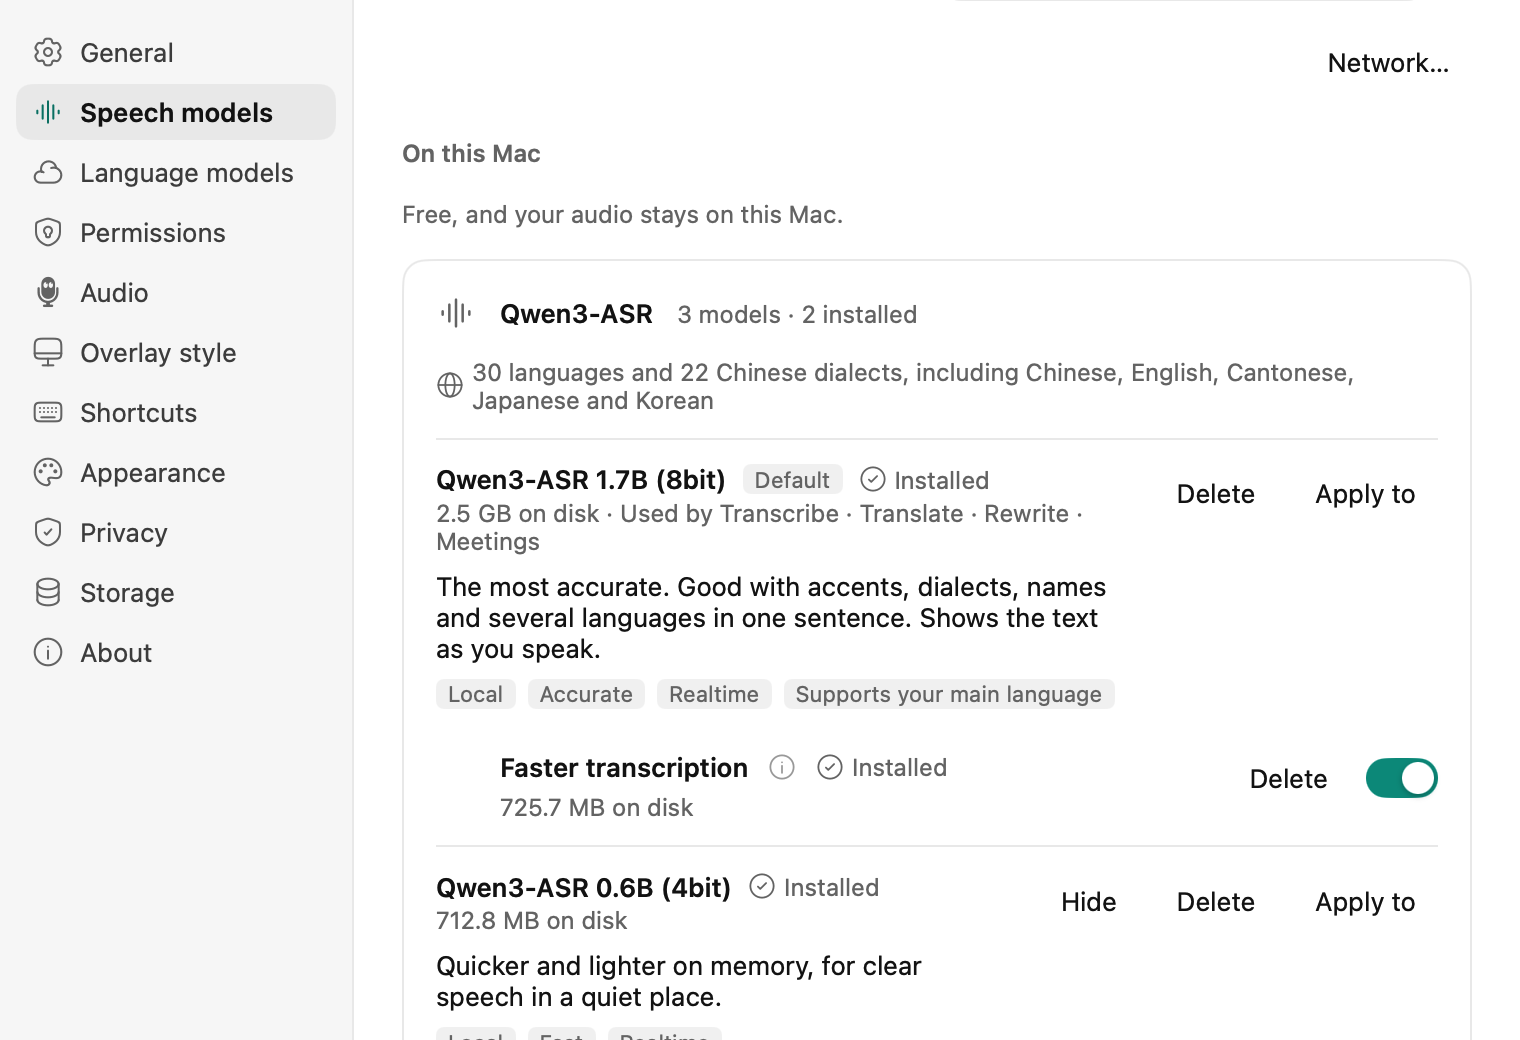 General
Speech models
Language models
Permissions
Audio
Overlay style
Shortcuts
Appearance
Privacy
Storage
About
Network...
On this Mac
Free, and your audio stays on this Mac.
Qwen3-ASR 3 models · 2 installed
30 languages and 22 Chinese dialects, including Chinese, English, Cantonese,
Japanese and Korean
Qwen3-ASR 1.7B (8bit) Default Installed
Delete Apply to
2.5 GB on disk · Used by Transcribe · Translate · Rewrite ·
Meetings
The most accurate. Good with accents, dialects, names
and several languages in one sentence. Shows the text
as you speak.
Local Accurate Realtime Supports your main language
Faster transcription Installed
Delete
725.7 MB on disk
Qwen3-ASR 0.6B (4bit) Installed
Hide Delete Apply to
712.8 MB on disk
Quicker and lighter on memory, for clear
speech in a quiet place.
Local Fast Realtime